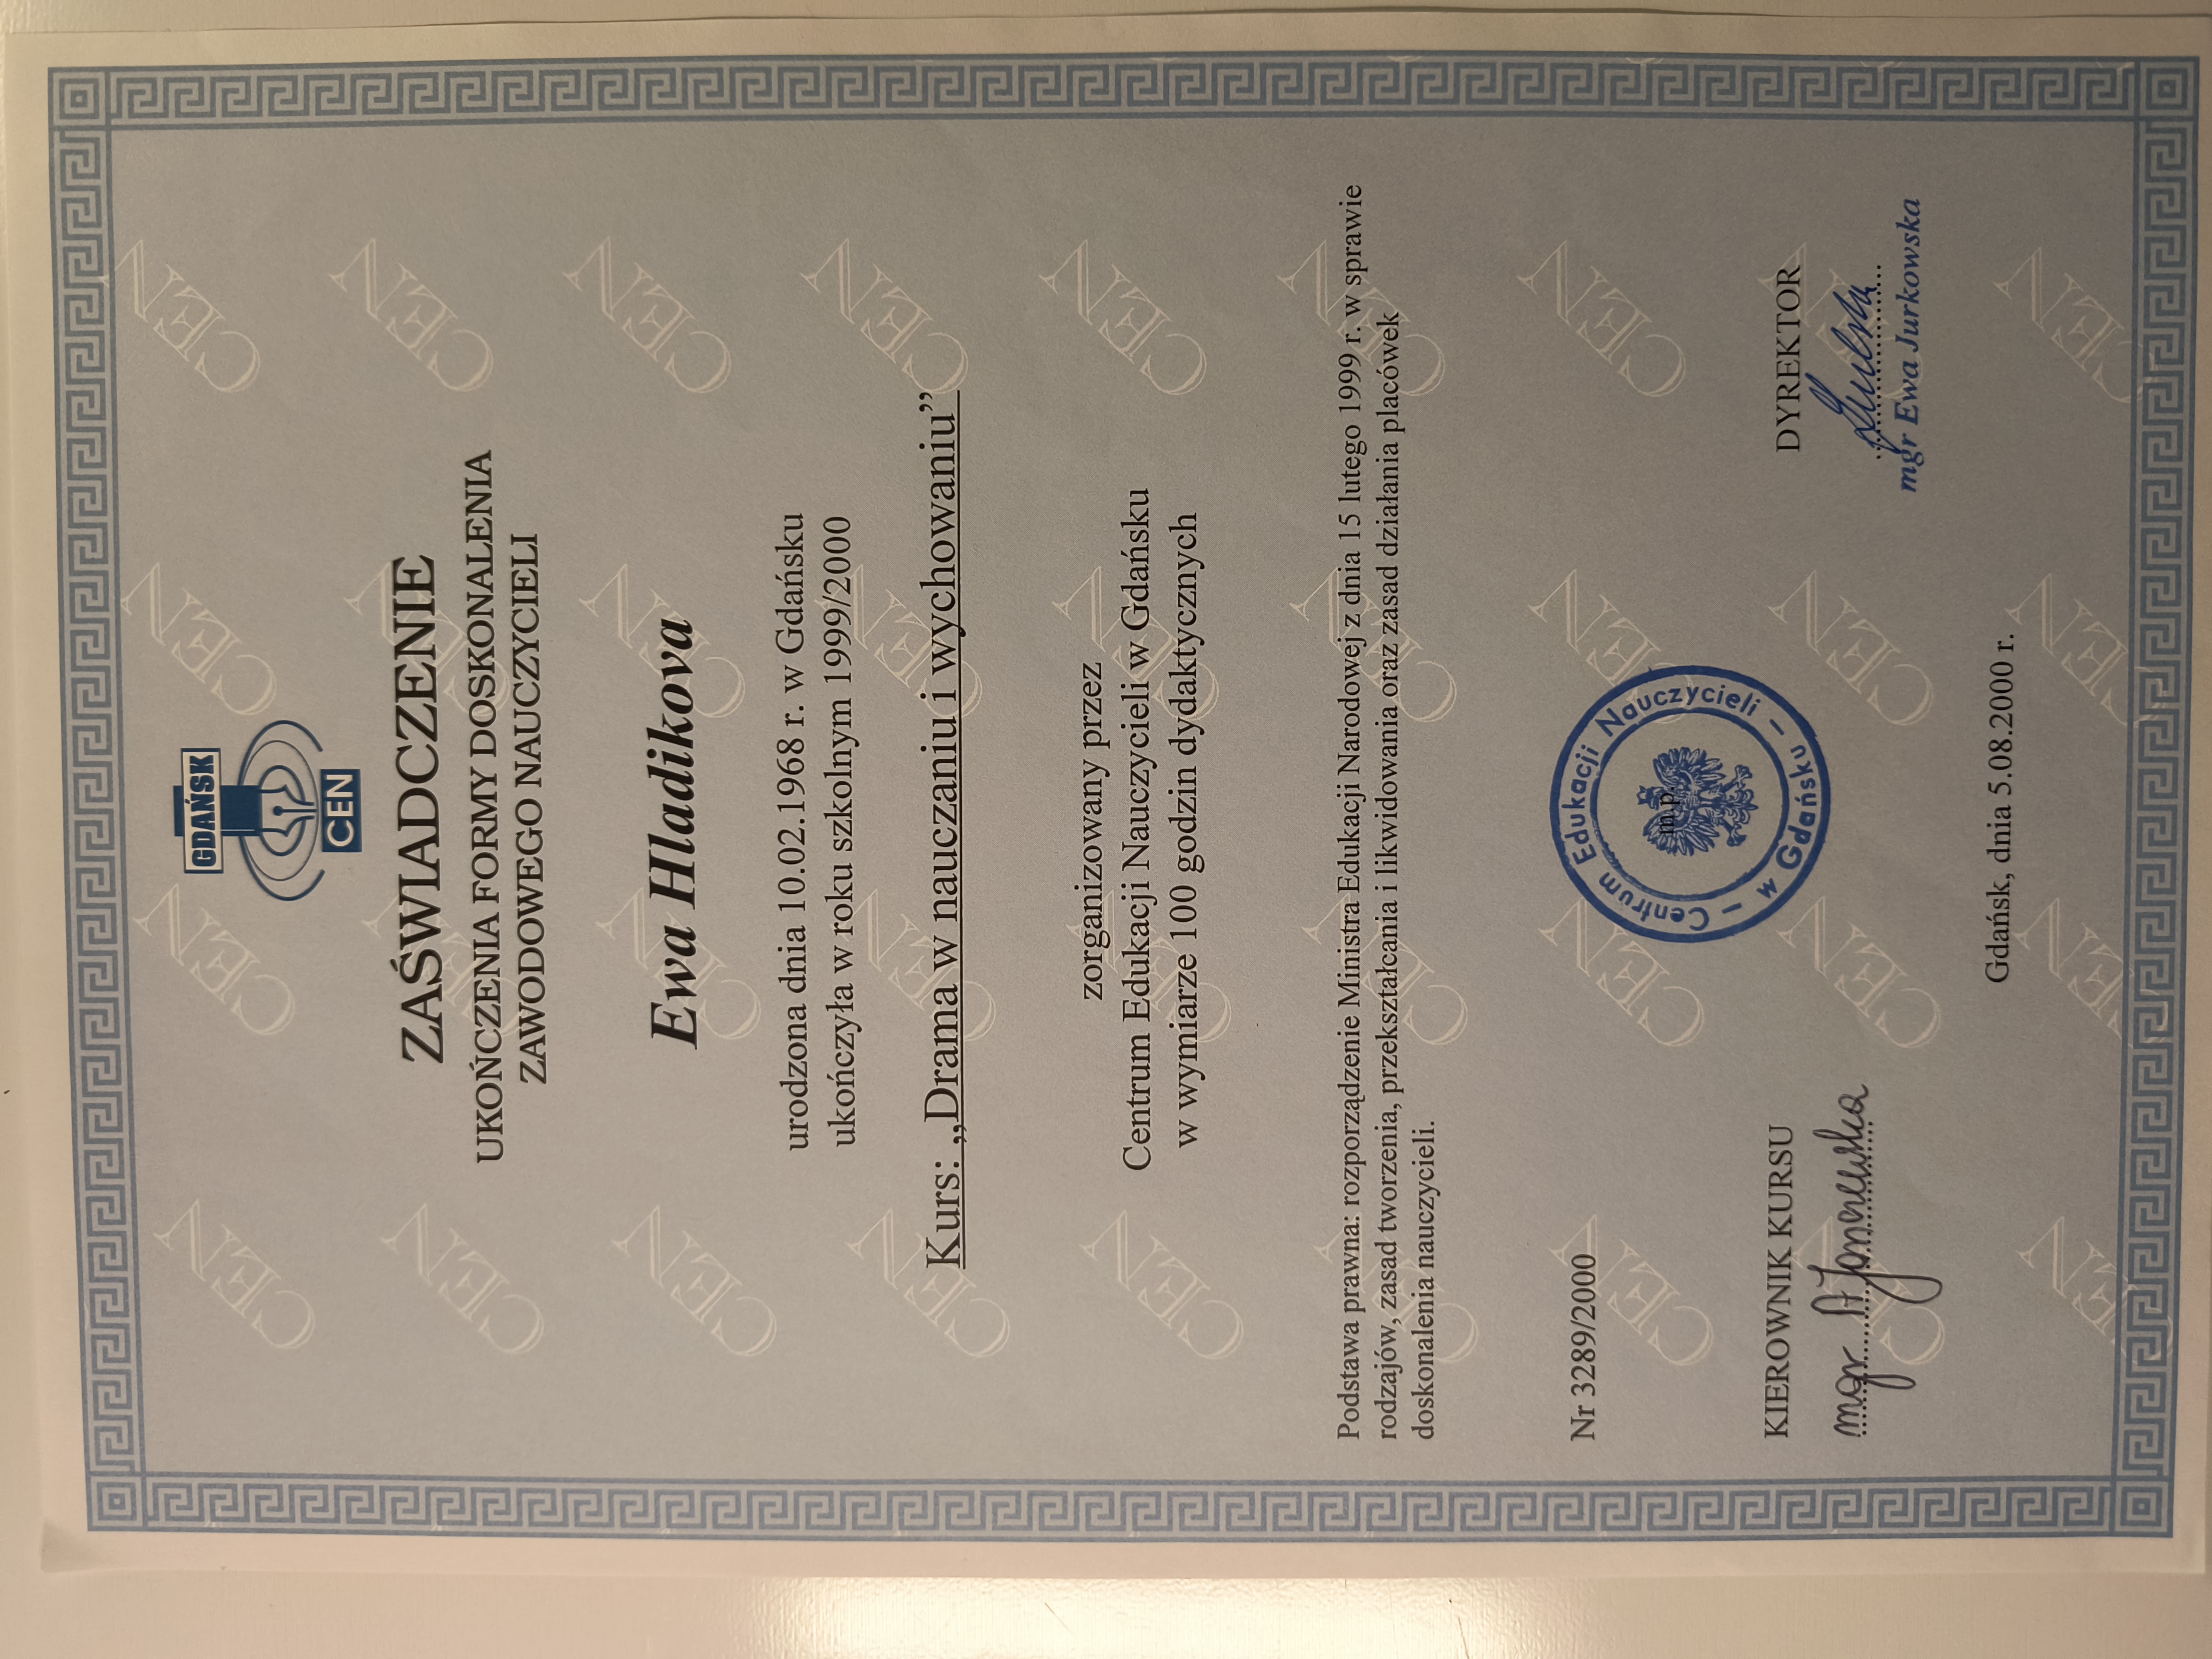 GDAŃSK
CEN
ZAŚWIADCZENIE
UKOŃCZENIA FORMY DOSKONALENIA
ZAWODOWEGO NAUCZYCIELI
Ewa Hladikova
urodzona dnia 10.02.1968 r. w Gdańsku
ukończyła w roku szkolnym 1999/2000
Kurs: „Drama w nauczaniu i wychowaniu”
zorganizowany przez
Centrum Edukacji Nauczycieli w Gdańsku
w wymiarze 100 godzin dydaktycznych
Podstawa prawna: rozporządzenie Ministra Edukacji Narodowej z dnia 15 lutego 1999 r. w sprawie
rodzajów, zasad tworzenia, przekształcania i likwidowania oraz zasad działania placówek
doskonalenia nauczycieli.
Nr 3289/2000
– Centrum Edukacji Nauczycieli – w Gdańsku
m.p.
KIEROWNIK KURSU
mgr A Janewska
DYREKTOR
mgr Ewa Jurkowska
Gdańsk, dnia 5.08.2000 r.